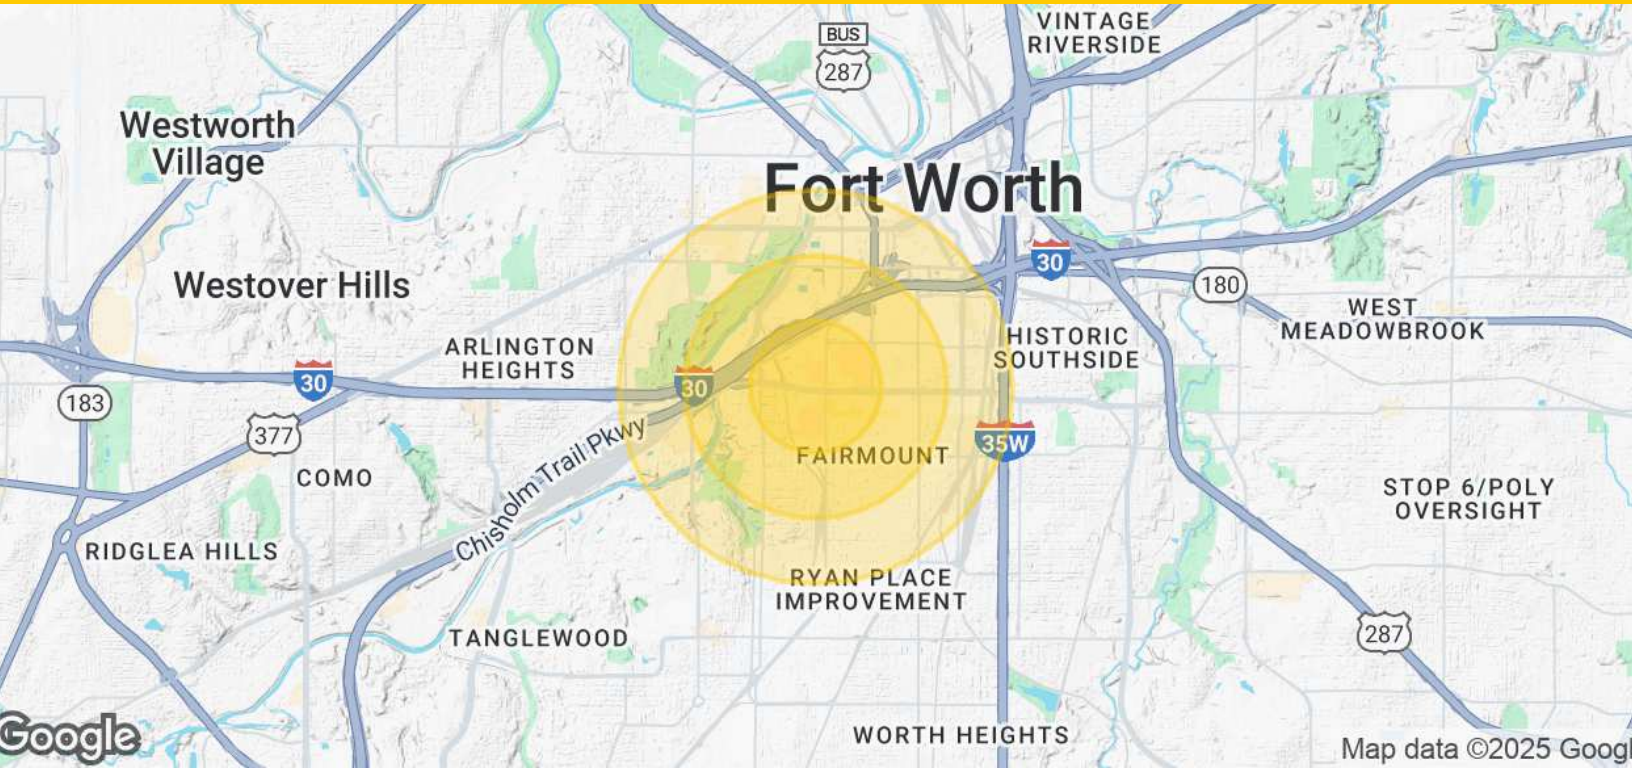 VINTAGE
RIVERSIDE
BUS
287
Westworth
Village
Fort Worth
30
180
Westover Hills
WEST
MEADOWBROOK
HISTORIC
SOUTHSIDE
ARLINGTON
HEIGHTS
30
30
183
377
Chisholm Trail Pkwy
35W
FAIRMOUNT
COMO
STOP 6/POLY
OVERSIGHT
RIDGLEA HILLS
RYAN PLACE
IMPROVEMENT
TANGLEWOOD
287
WORTH HEIGHTS
Google
Map data ©2025 Googl